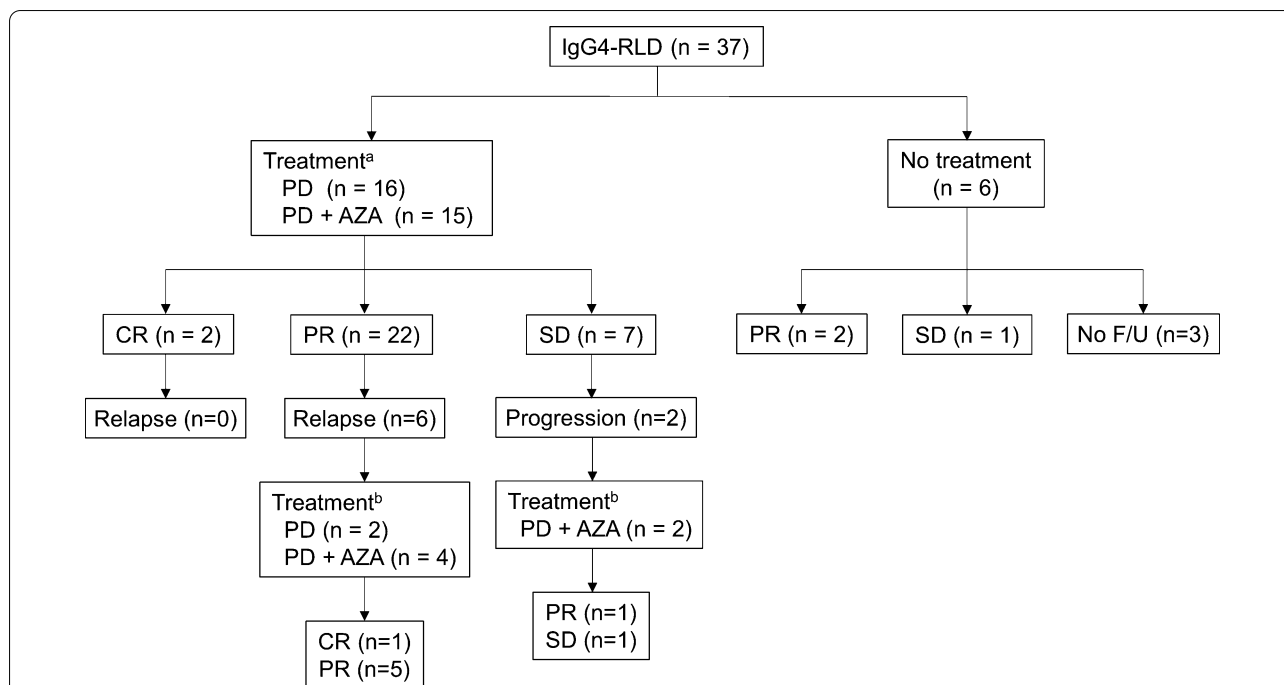 IgG4-RLD (n = 37)
Treatmentᵃ
PD (n = 16)
PD + AZA (n = 15)
No treatment
(n = 6)
CR (n = 2)
PR (n = 22)
SD (n = 7)
PR (n = 2)
SD (n = 1)
No F/U (n=3)
Relapse (n=0)
Relapse (n=6)
Progression (n=2)
Treatmentᵇ
PD (n = 2)
PD + AZA (n = 4)
Treatmentᵇ
PD + AZA (n = 2)
CR (n=1)
PR (n=5)
PR (n=1)
SD (n=1)